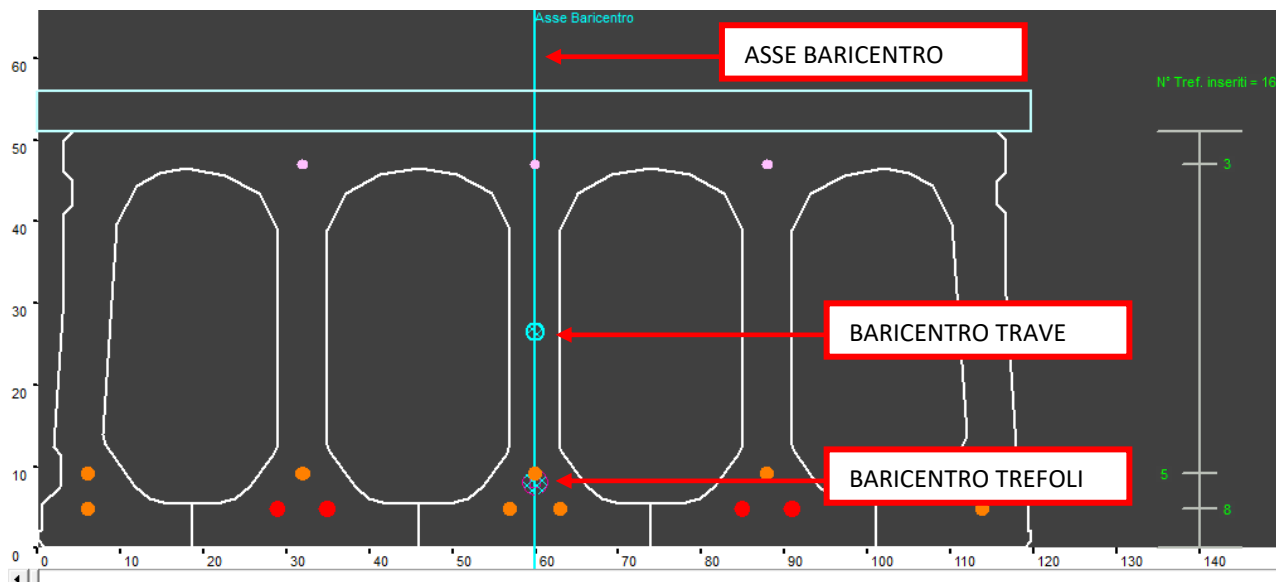 Asse Baricentro
ASSE BARICENTRO
60
N° Tref. inseriti = 16
50
3
40
30
BARICENTRO TRAVE
20
10
BARICENTRO TREFOLI
5
8
0
0 10 20 30 40 50 60 70 80 90 100 110 120 130 140